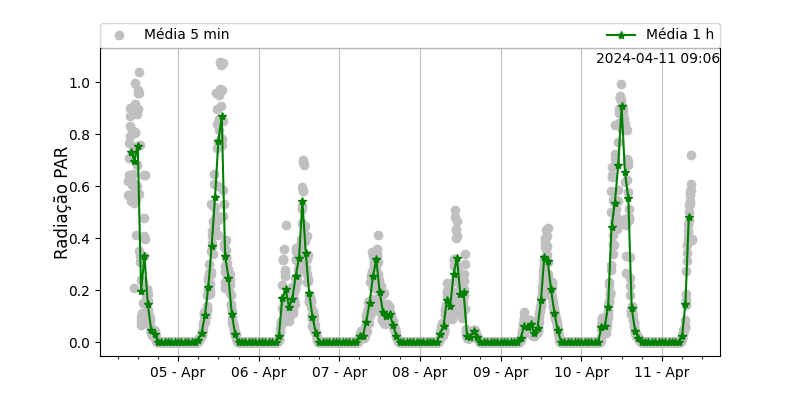 Média 5 min
Média 1 h
2024-04-11 09:06
Radiação PAR
1.0
0.8
0.6
0.4
0.2
0.0
05 - Apr
06 - Apr
07 - Apr
08 - Apr
09 - Apr
10 - Apr
11 - Apr